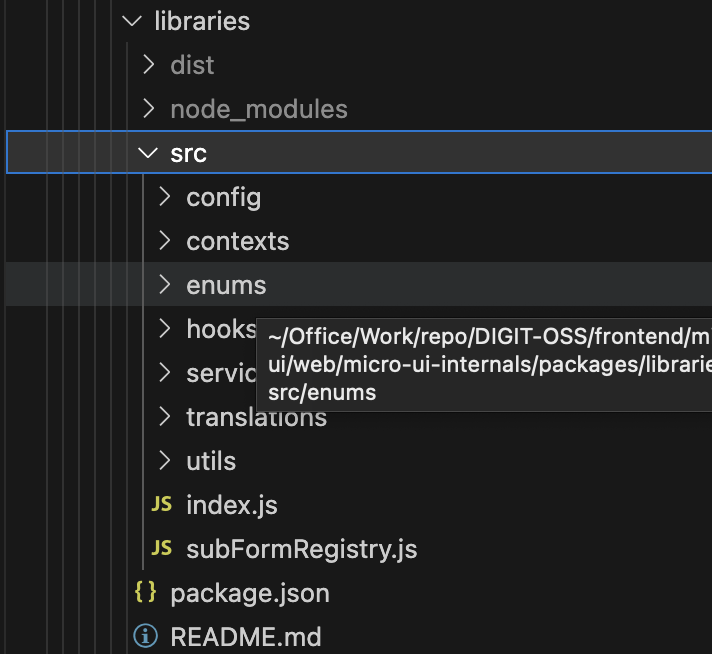 libraries
dist
node_modules
src
config
contexts
enums
hooks
~/Office/Work/repo/DIGIT-OSS/frontend/mi
ui/web/micro-ui-internals/packages/librarie
src/enums
servic
translations
utils
JS index.js
JS subFormRegistry.js
{} package.json
README.md